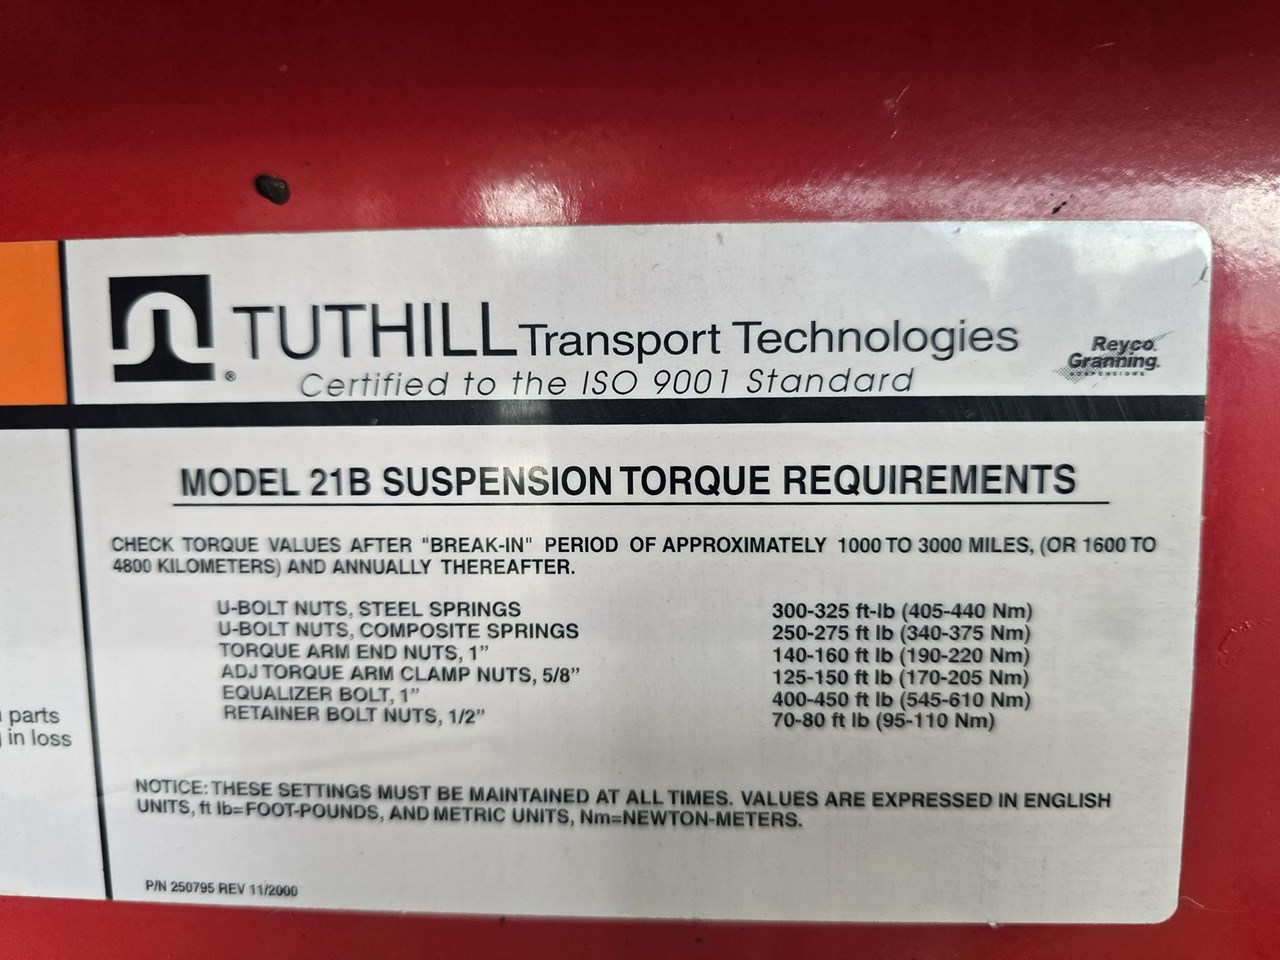 TUTHILL Transport Technologies
®
Certified to the ISO 9001 Standard
Reyco
Granning
SUSPENSIONS
MODEL 21B SUSPENSION TORQUE REQUIREMENTS
CHECK TORQUE VALUES AFTER "BREAK-IN" PERIOD OF APPROXIMATELY 1000 TO 3000 MILES, (OR 1600 TO
4800 KILOMETERS) AND ANNUALLY THEREAFTER.
U-BOLT NUTS, STEEL SPRINGS 300-325 ft-lb (405-440 Nm)
U-BOLT NUTS, COMPOSITE SPRINGS 250-275 ft lb (340-375 Nm)
TORQUE ARM END NUTS, 1" 140-160 ft lb (190-220 Nm)
ADJ TORQUE ARM CLAMP NUTS, 5/8" 125-150 ft lb (170-205 Nm)
EQUALIZER BOLT, 1" 400-450 ft lb (545-610 Nm)
RETAINER BOLT NUTS, 1/2" 70-80 ft lb (95-110 Nm)
parts
in loss
NOTICE: THESE SETTINGS MUST BE MAINTAINED AT ALL TIMES. VALUES ARE EXPRESSED IN ENGLISH
UNITS, ft lb=FOOT-POUNDS, AND METRIC UNITS, Nm=NEWTON-METERS.
P/N 250795 REV 11/2000